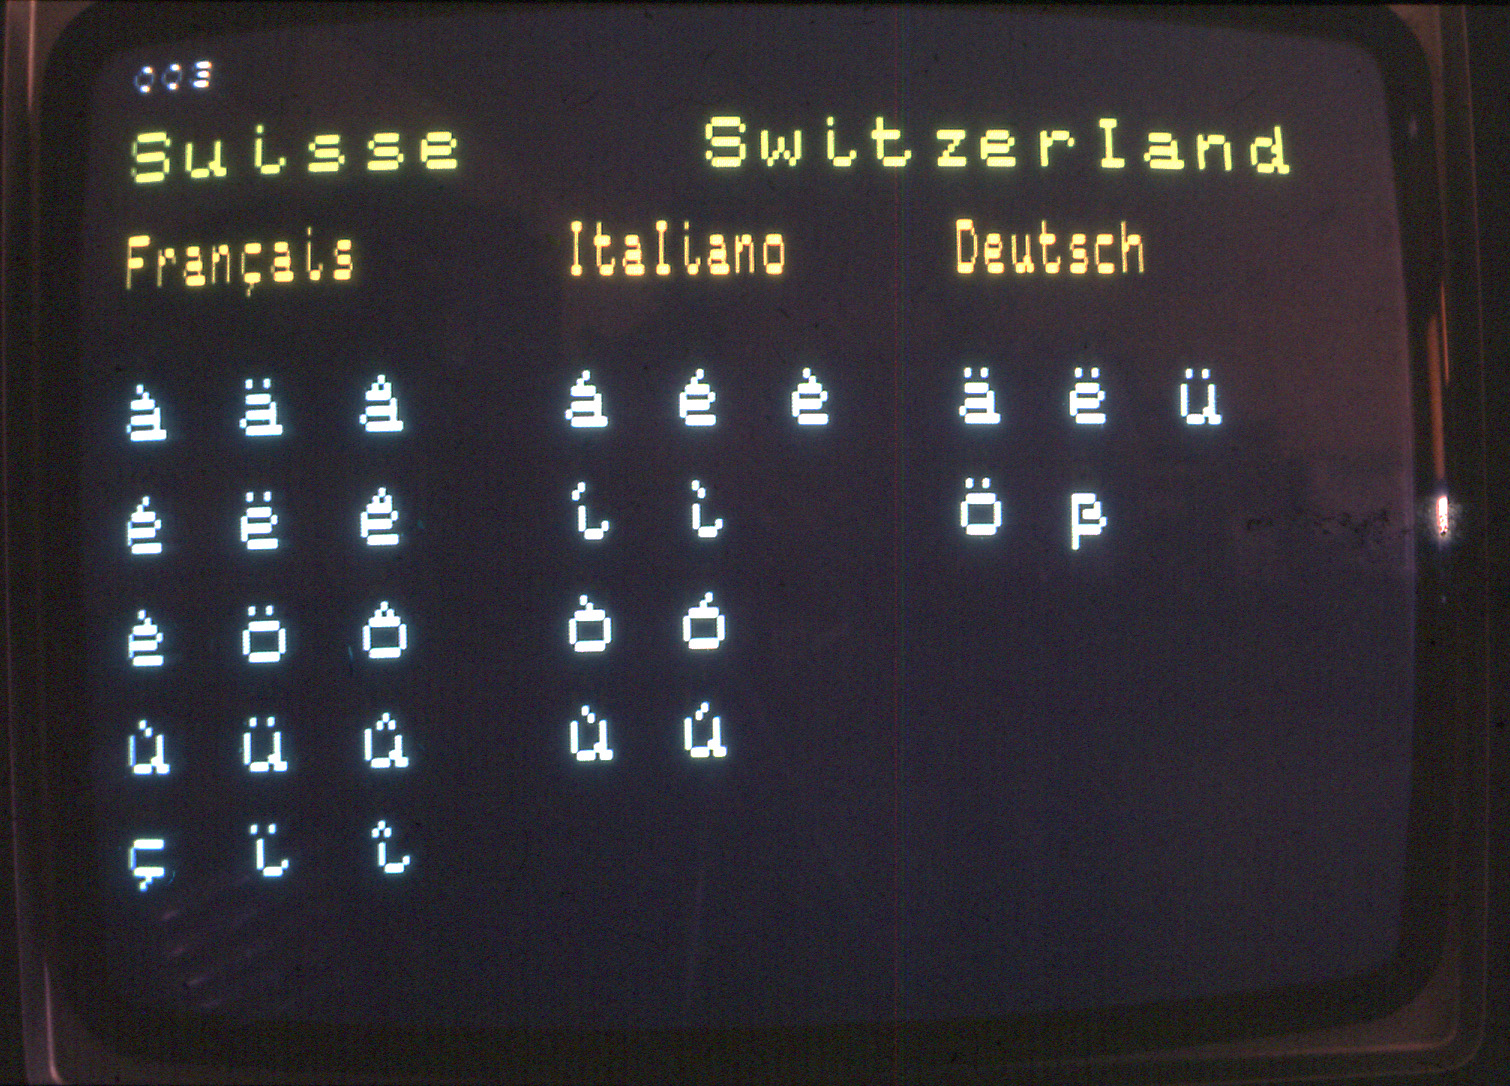 003
Suisse Switzerland
Français Italiano Deutsch
à ä â á é è ä ë ü
é ë ê í ì ö ß
è ö ô ò ó
ù ü û ù ú
ç ï î